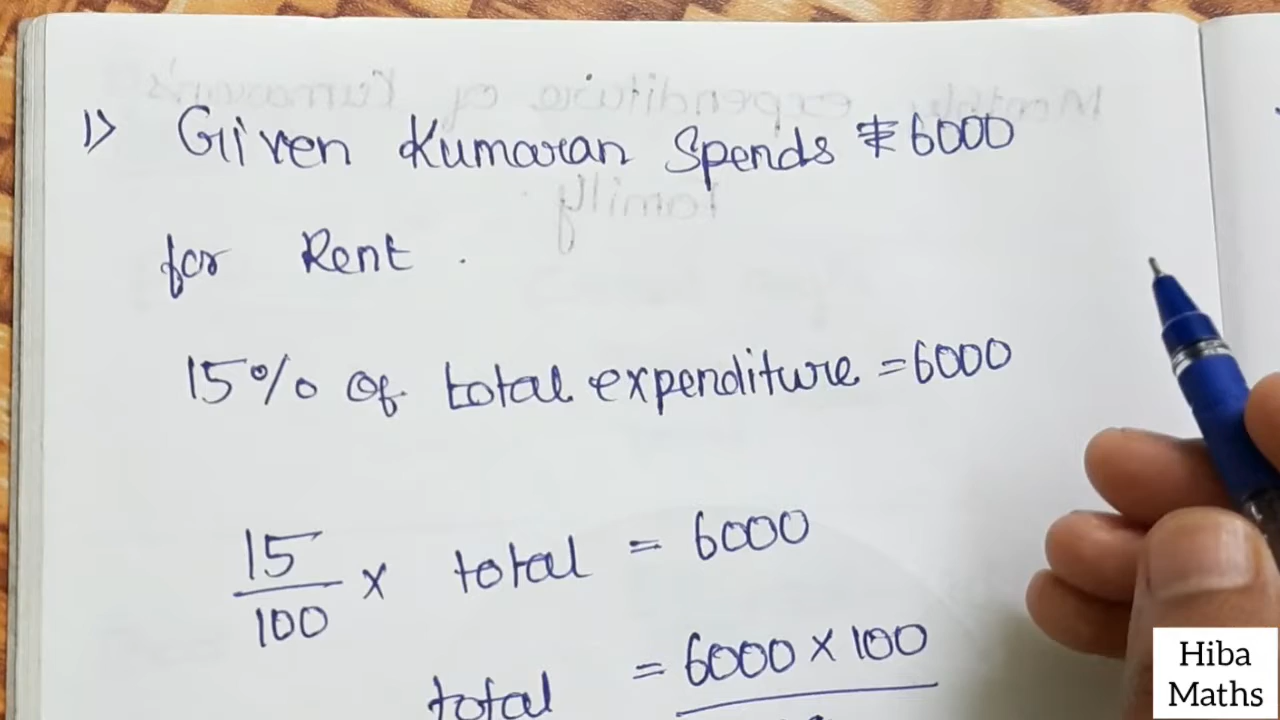 1) Given Kumaran Spends ₹6000
for Rent .
15% of total expenditure = 6000
15/100 × total = 6000
total = 6000 × 100
Hiba
Maths